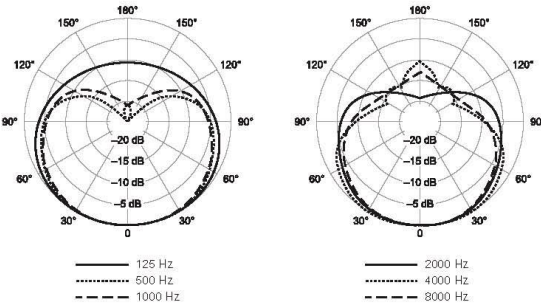 180°
150° 150°
120° 120°
90° 90°
–20 dB
–15 dB
60° –10 dB 60°
–5 dB
30° 30°
0
125 Hz
500 Hz
1000 Hz
180°
150° 150°
120° 120°
90° 90°
–20 dB
–15 dB
60° –10 dB 60°
–5 dB
30° 30°
0
2000 Hz
4000 Hz
8000 Hz